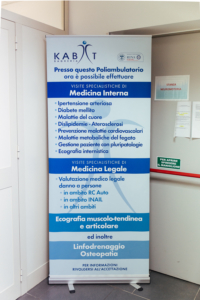 KABAT
Presso questo Poliambulatorio
ora è possibile effettuare
VISITE SPECIALISTICHE DI
Medicina Interna
- Ipertensione arteriosa
- Diabete mellito
- Malattie del cuore
- Dislipidemie - Aterosclerosi
- Prevenzione malattie cardiovascolari
- Malattie metaboliche del fegato
- Gestione paziente con pluripatologie
- Ecografia internistica
VISITE SPECIALISTICHE DI
Medicina Legale
- Valutazione medico legale
danno a persona
- in ambito RC Auto
- in ambito INAIL
- in altri ambiti
Ecografia muscolo-tendinea
e articolare
ed inoltre
Linfodrenaggio
Osteopatia
PER INFORMAZIONI
RIVOLGERSI ALL'ACCETTAZIONE